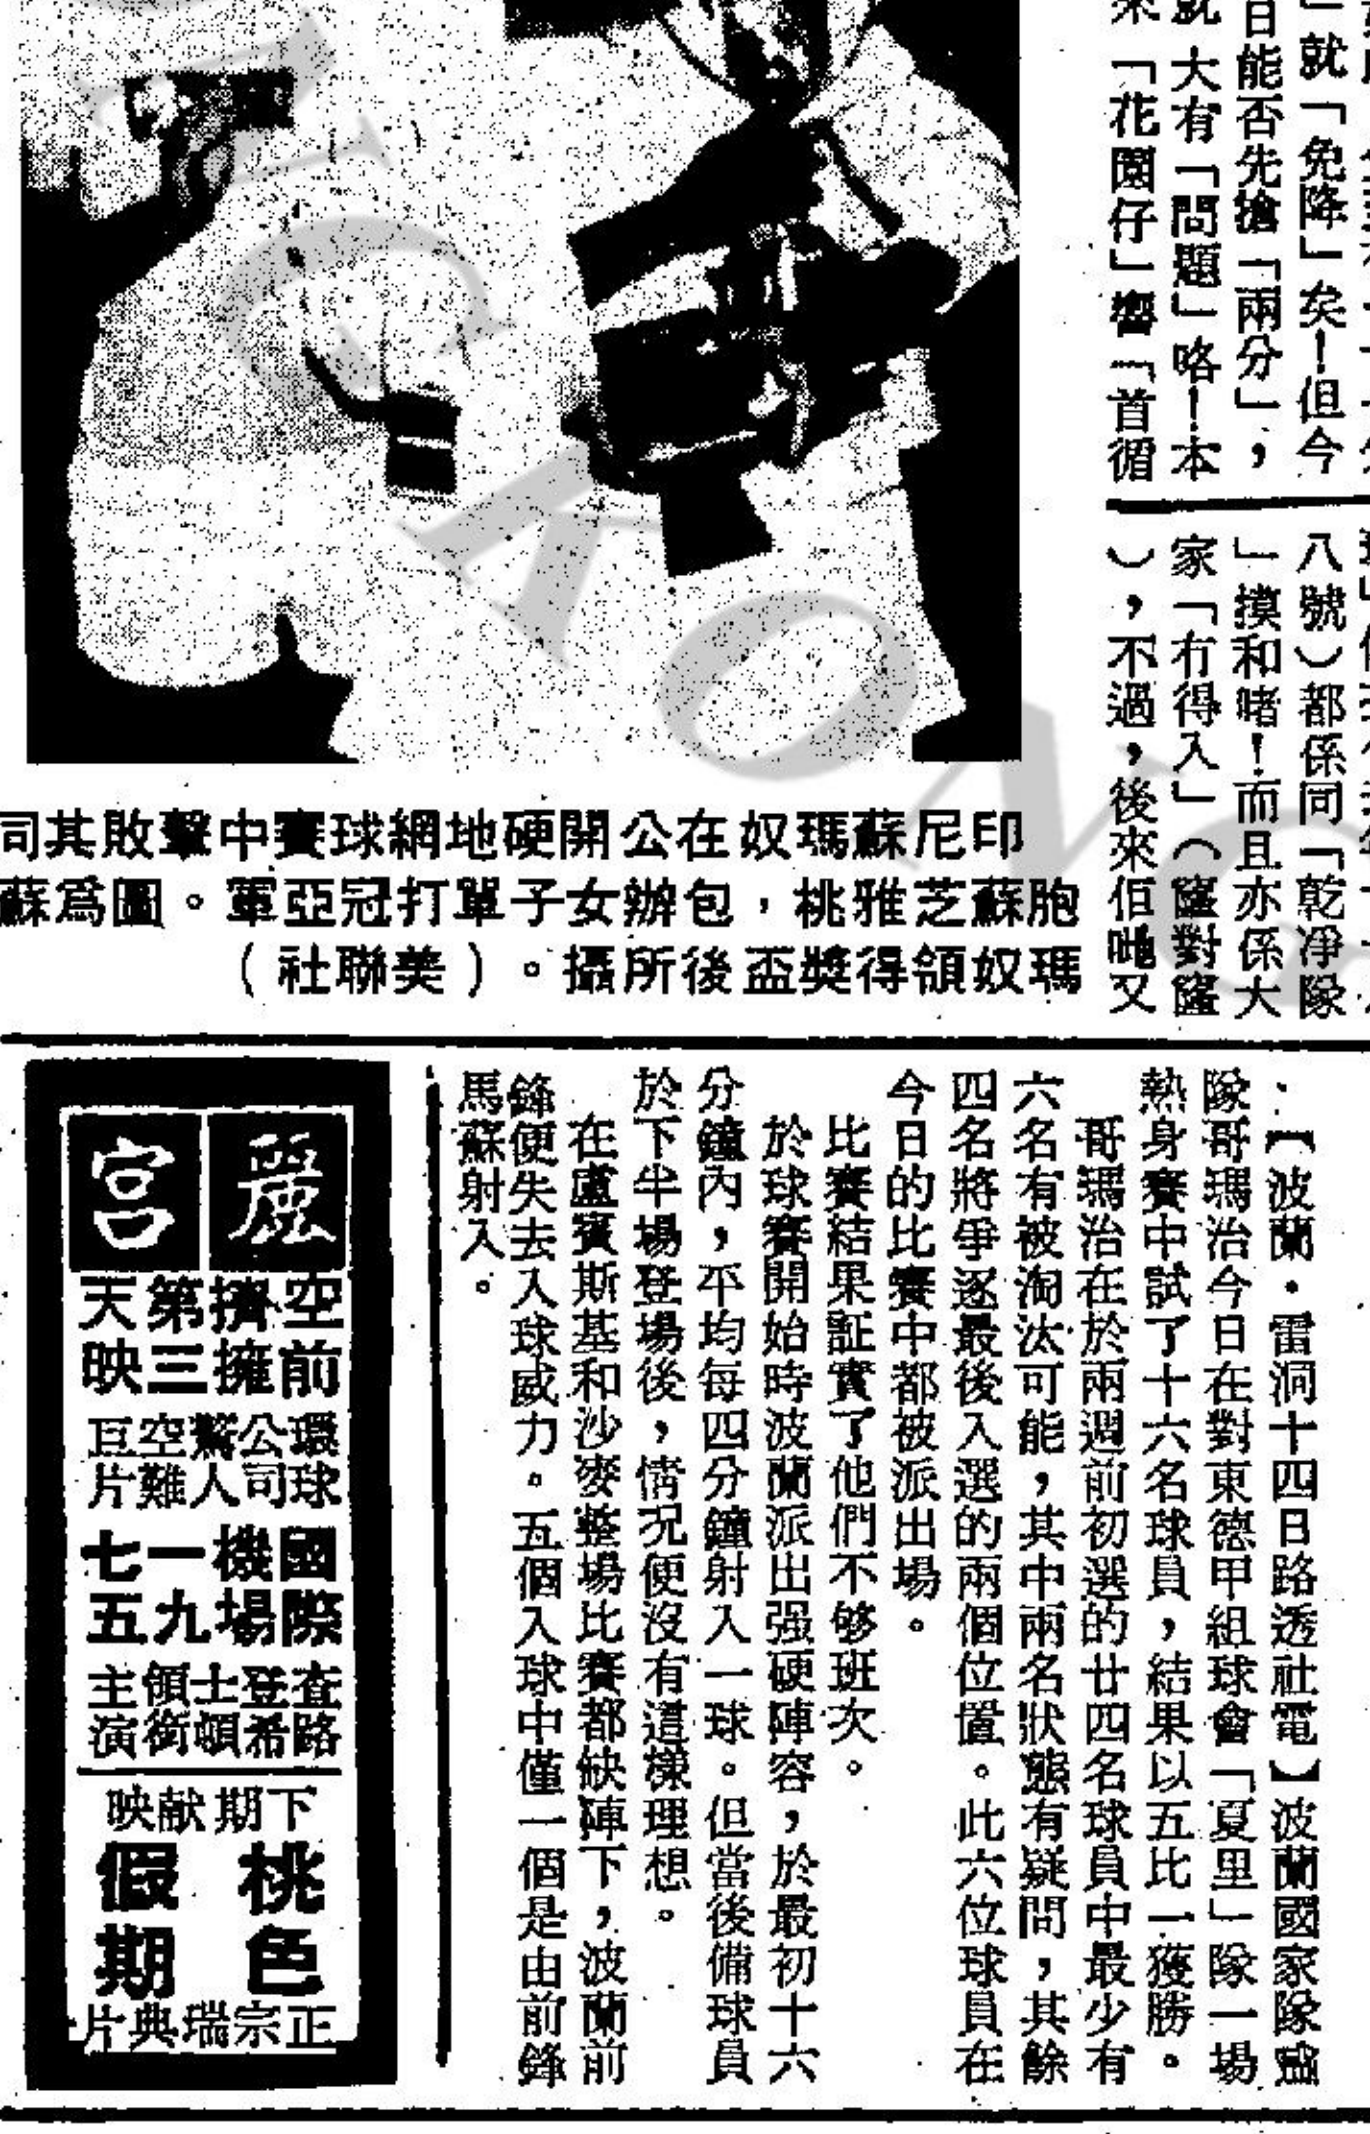 」就「免降」矣！但今
日能否先搶「兩分」，
就大有「問題」咯！本
來「花園仔」響「首循
八號）都係同「乾淨隊
」摸和啫！而且亦係大
家「冇得入」（窿對窿
），不過，後來佢哋又
印尼蘇瑪奴在公開硬地網球賽中擊敗其司
胞蘇芝雅桃，包辦女子單打冠亞軍。圖爲蘇
瑪奴領得獎盃後所攝。（美聯社）
：【波蘭・雷洞十四日路透社電】波蘭國家隊盛
隊哥瑪治今日在對東德甲組球會「夏里」隊一場
熱身賽中試了十六名球員，結果以五比一獲勝。
哥瑪治在於兩週前初選的廿四名球員中最少有
六名有被淘汰可能，其中兩名狀態有疑問，其餘
四名將爭逐最後入選的兩個位置。此六位球員在
今日的比賽中都被派出場。
比賽結果証實了他們不够班次。
於球賽開始時波蘭派出强硬陣容，於最初十六
分鐘內，平均每四分鐘射入一球。但當後備球員
於下半場登場後，情况便沒有這樣理想。
在盧賓斯基和沙麥整場比賽都缺陣下，波蘭前
鋒便失去入球威力。五個入球中僅一個是由前鋒
馬蘇射入。
麗宮
空前
擠擁
第三
天映
環球
公司
驚人
空難
巨片
國際
機場
一九
七五
查路
登希
士頓
領銜
主演
下期献映
桃色
假期
正宗瑞典片